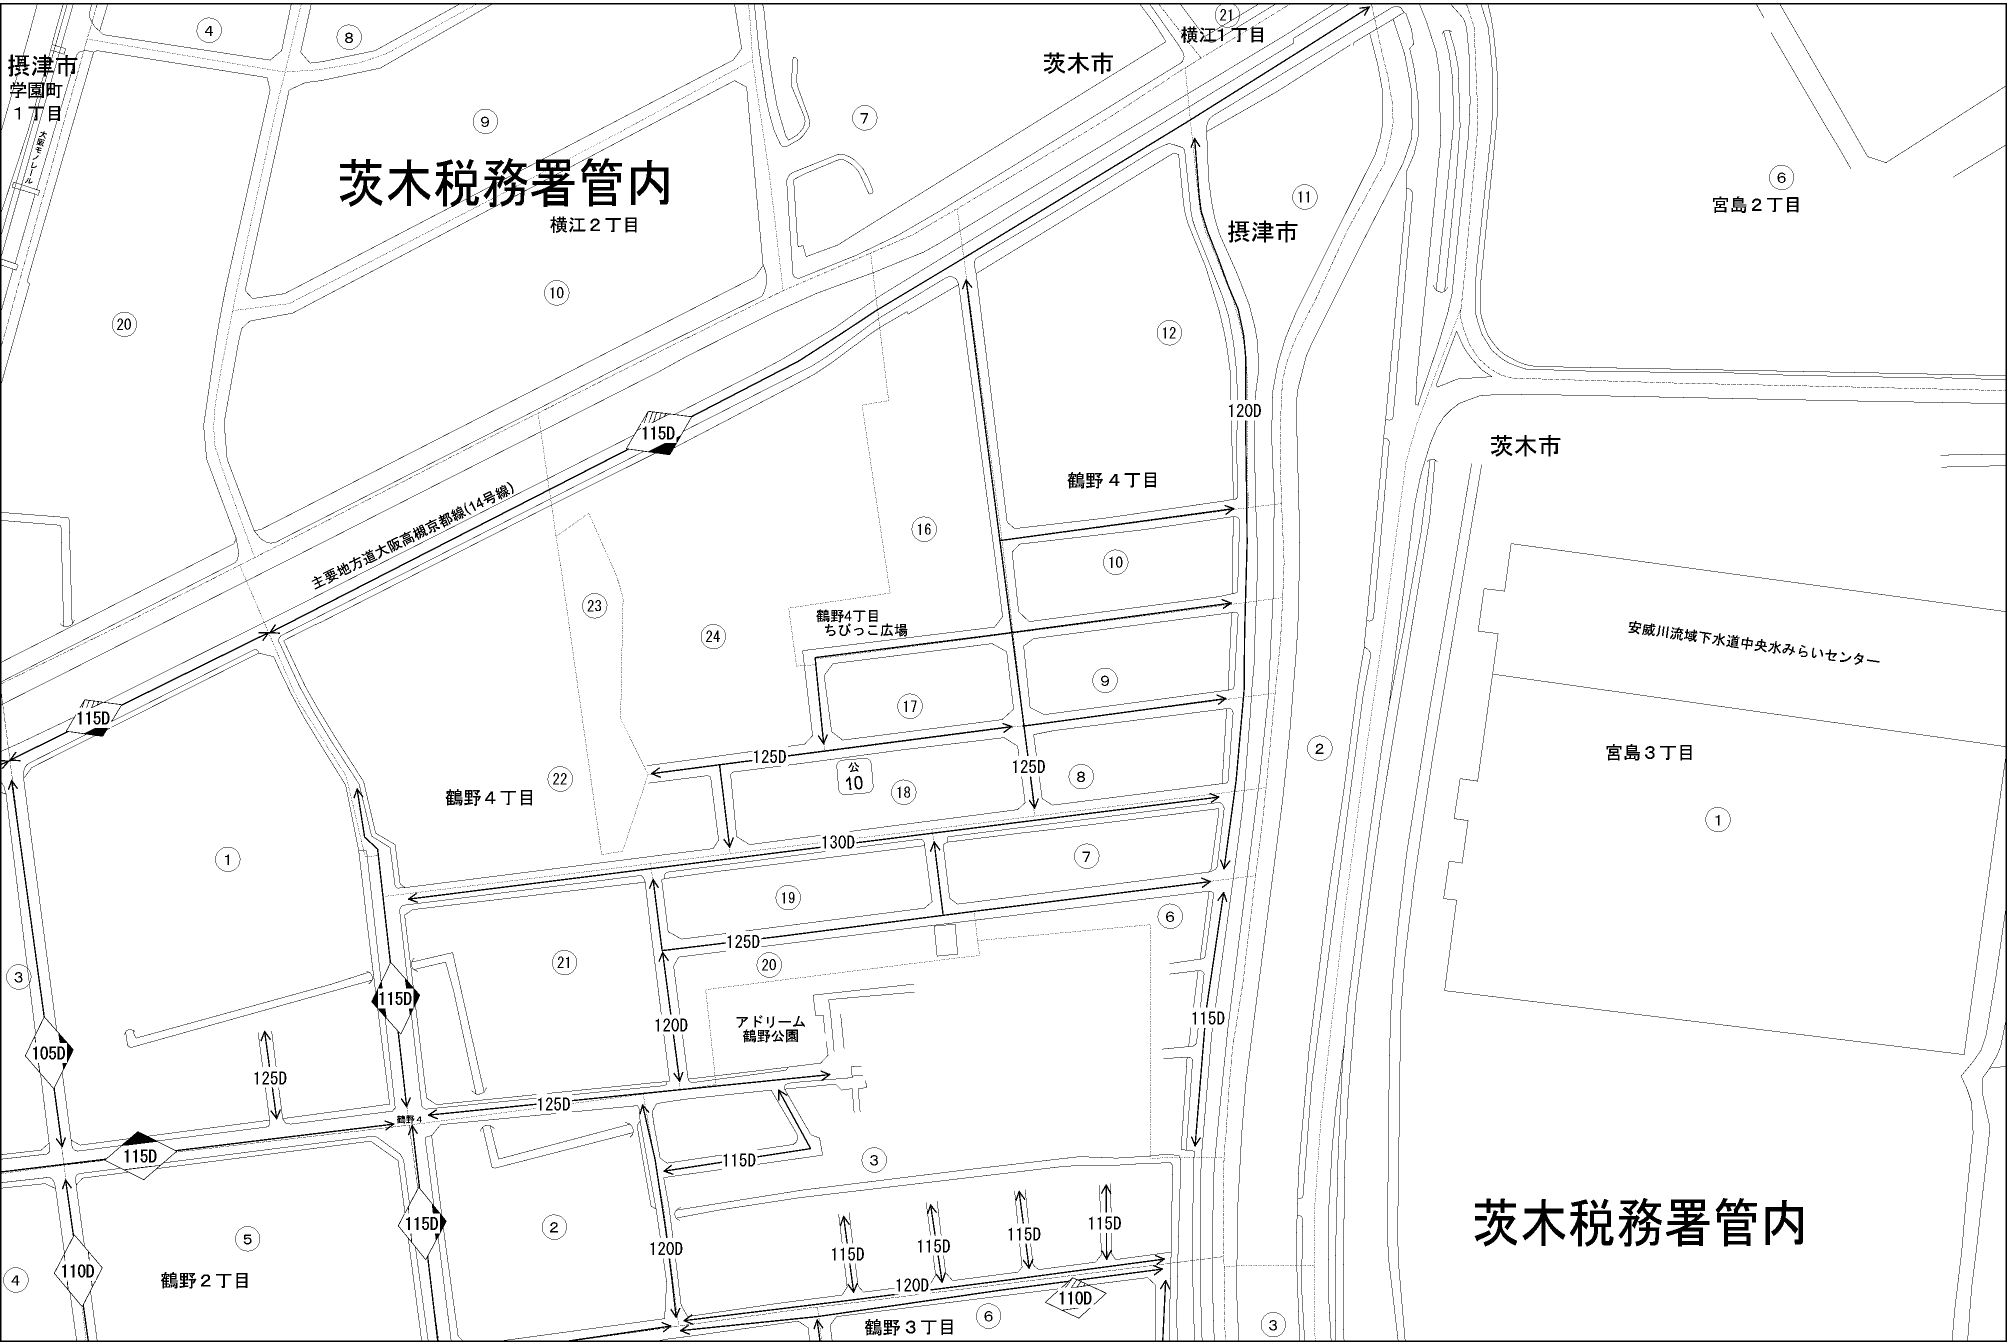 ④
⑧
㉑
横江1丁目
摂津市
学園町
１丁目
茨木市
大阪モノレール
⑨
⑦
茨木税務署管内
横江２丁目
⑥
宮島２丁目
⑪
摂津市
⑩
⑳
⑫
120D
115D
茨木市
鶴野４丁目
主要地方道大阪高槻京都線(14号線)
⑯
⑩
㉓
鶴野4丁目
ちびっこ広場
㉔
安威川流域下水道中央水みらいセンター
⑨
⑰
115D
②
宮島３丁目
125D
125D
公
10
⑧
㉒
鶴野４丁目
⑱
①
130D
①
⑦
⑲
⑥
125D
㉑
⑳
③
115D
アドリーム
鶴野公園
120D
115D
105D
125D
125D
鶴野4
115D
115D
③
115D
120D
②
⑤
115D
115D
115D
115D
茨木税務署管内
④
110D
鶴野２丁目
120D
110D
⑥
鶴野３丁目
③